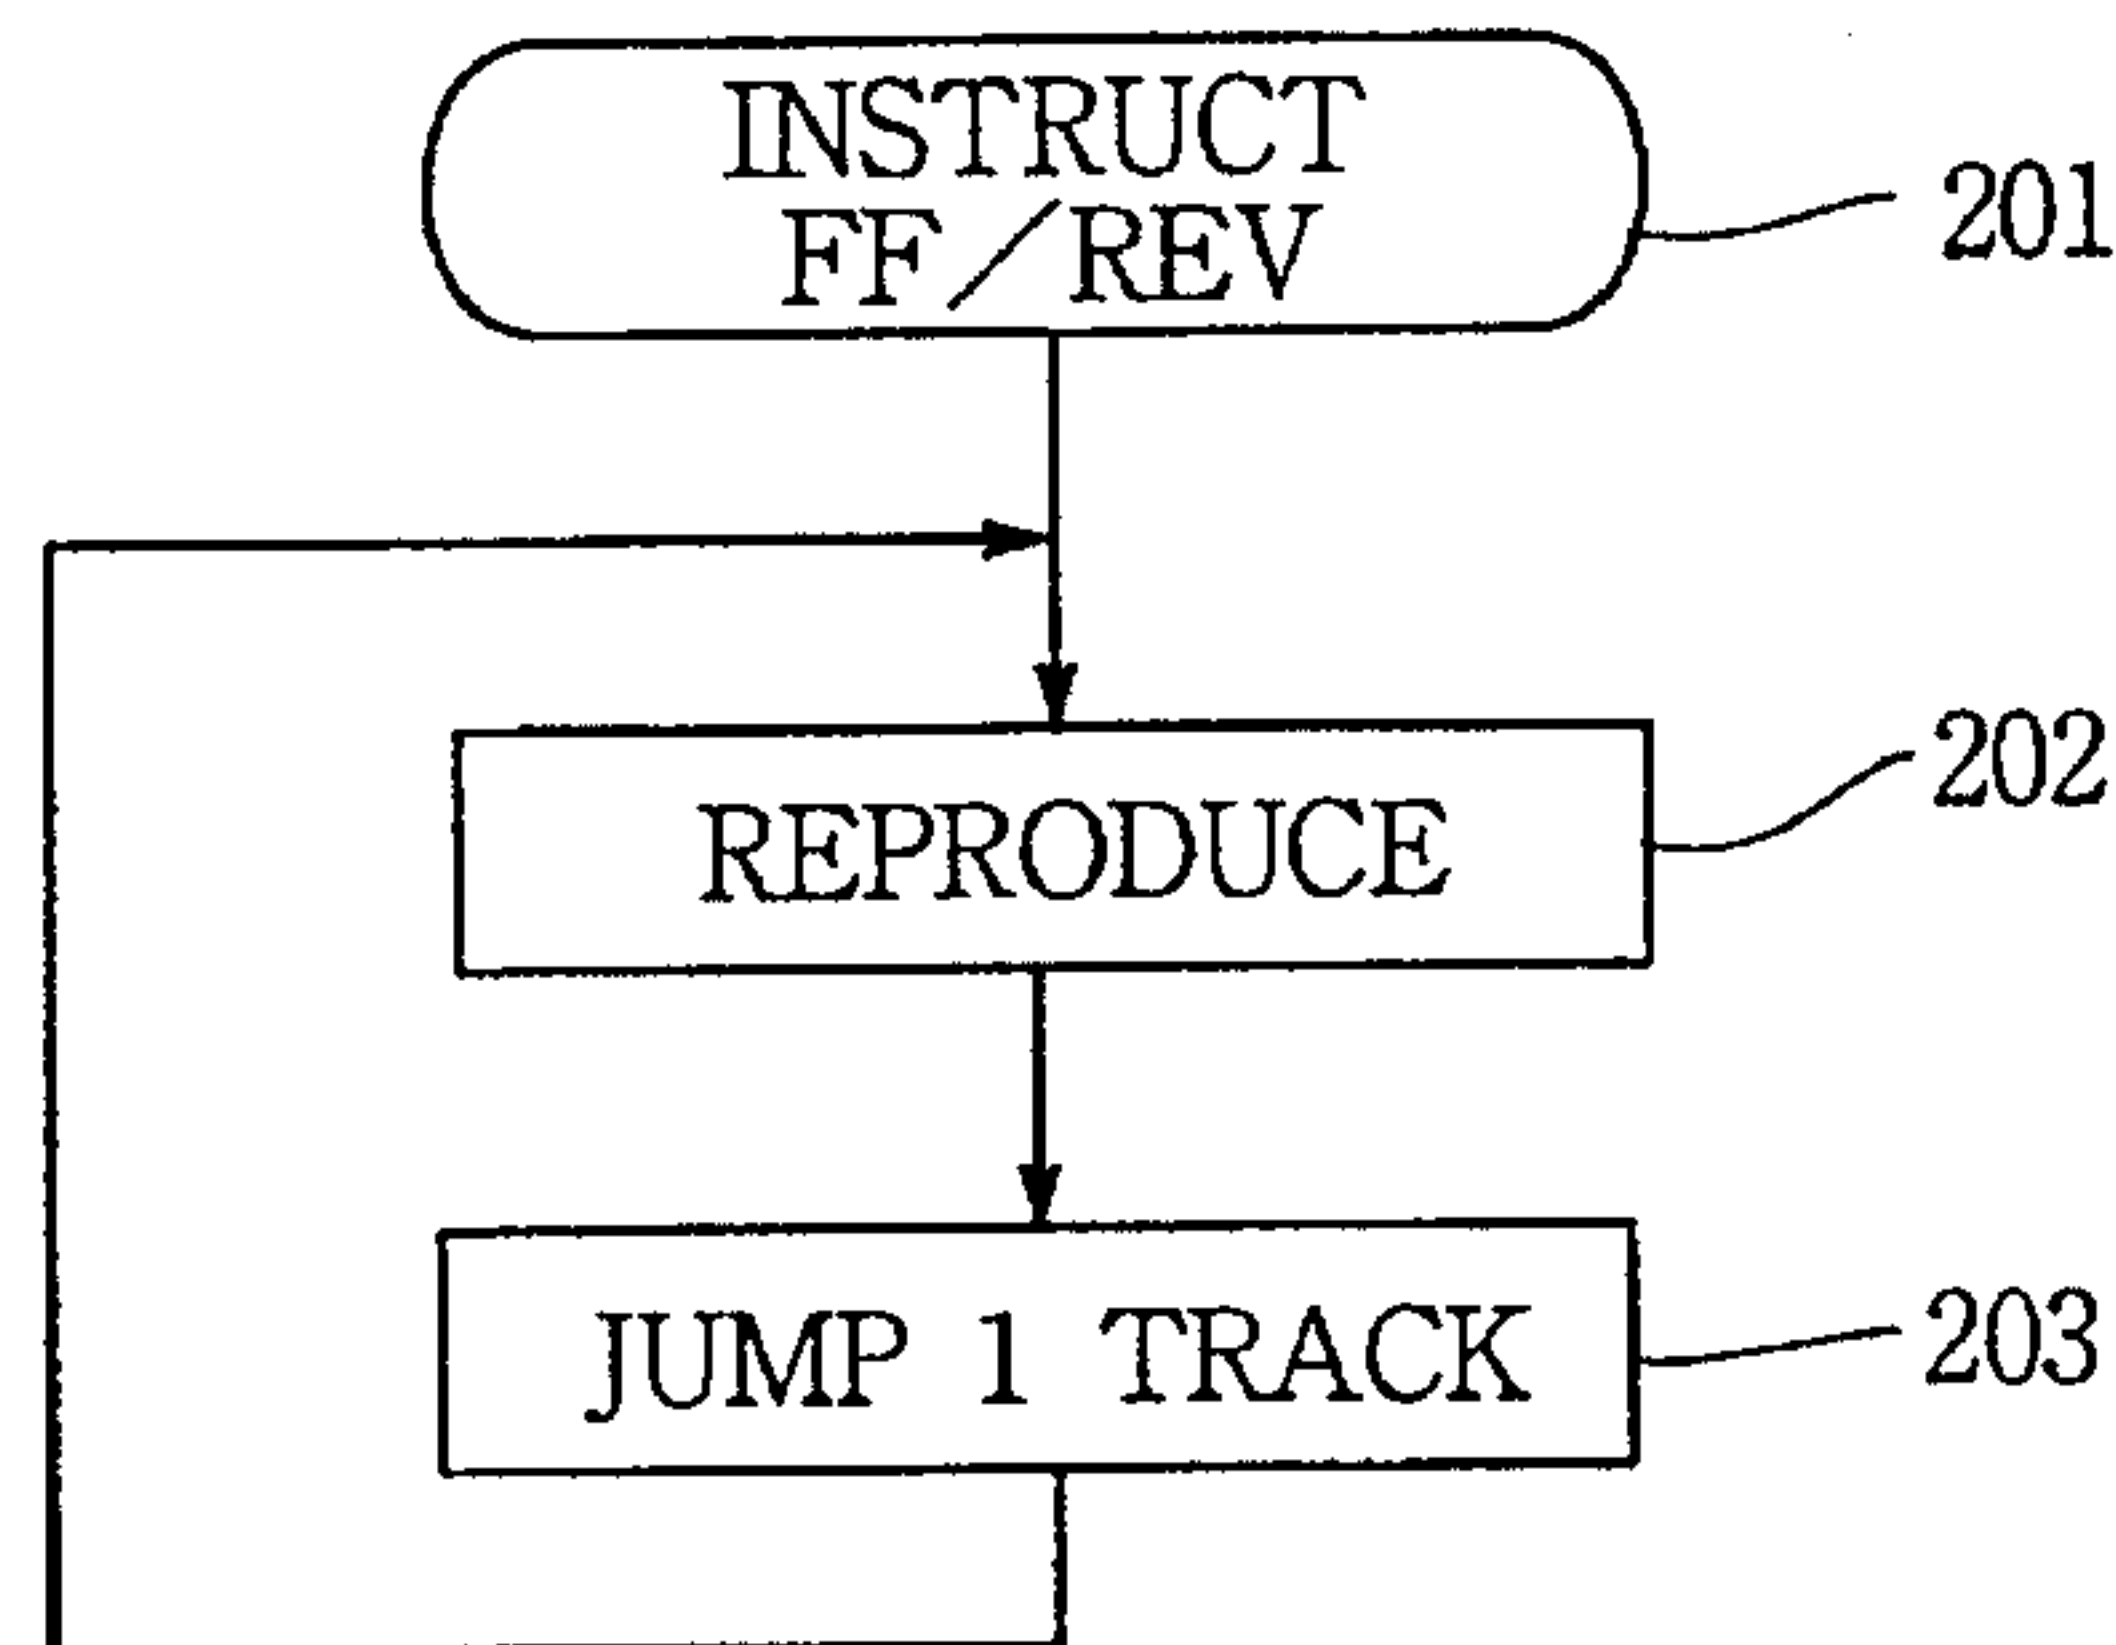 INSTRUCT
FF/REV
201
REPRODUCE
202
JUMP 1 TRACK
203